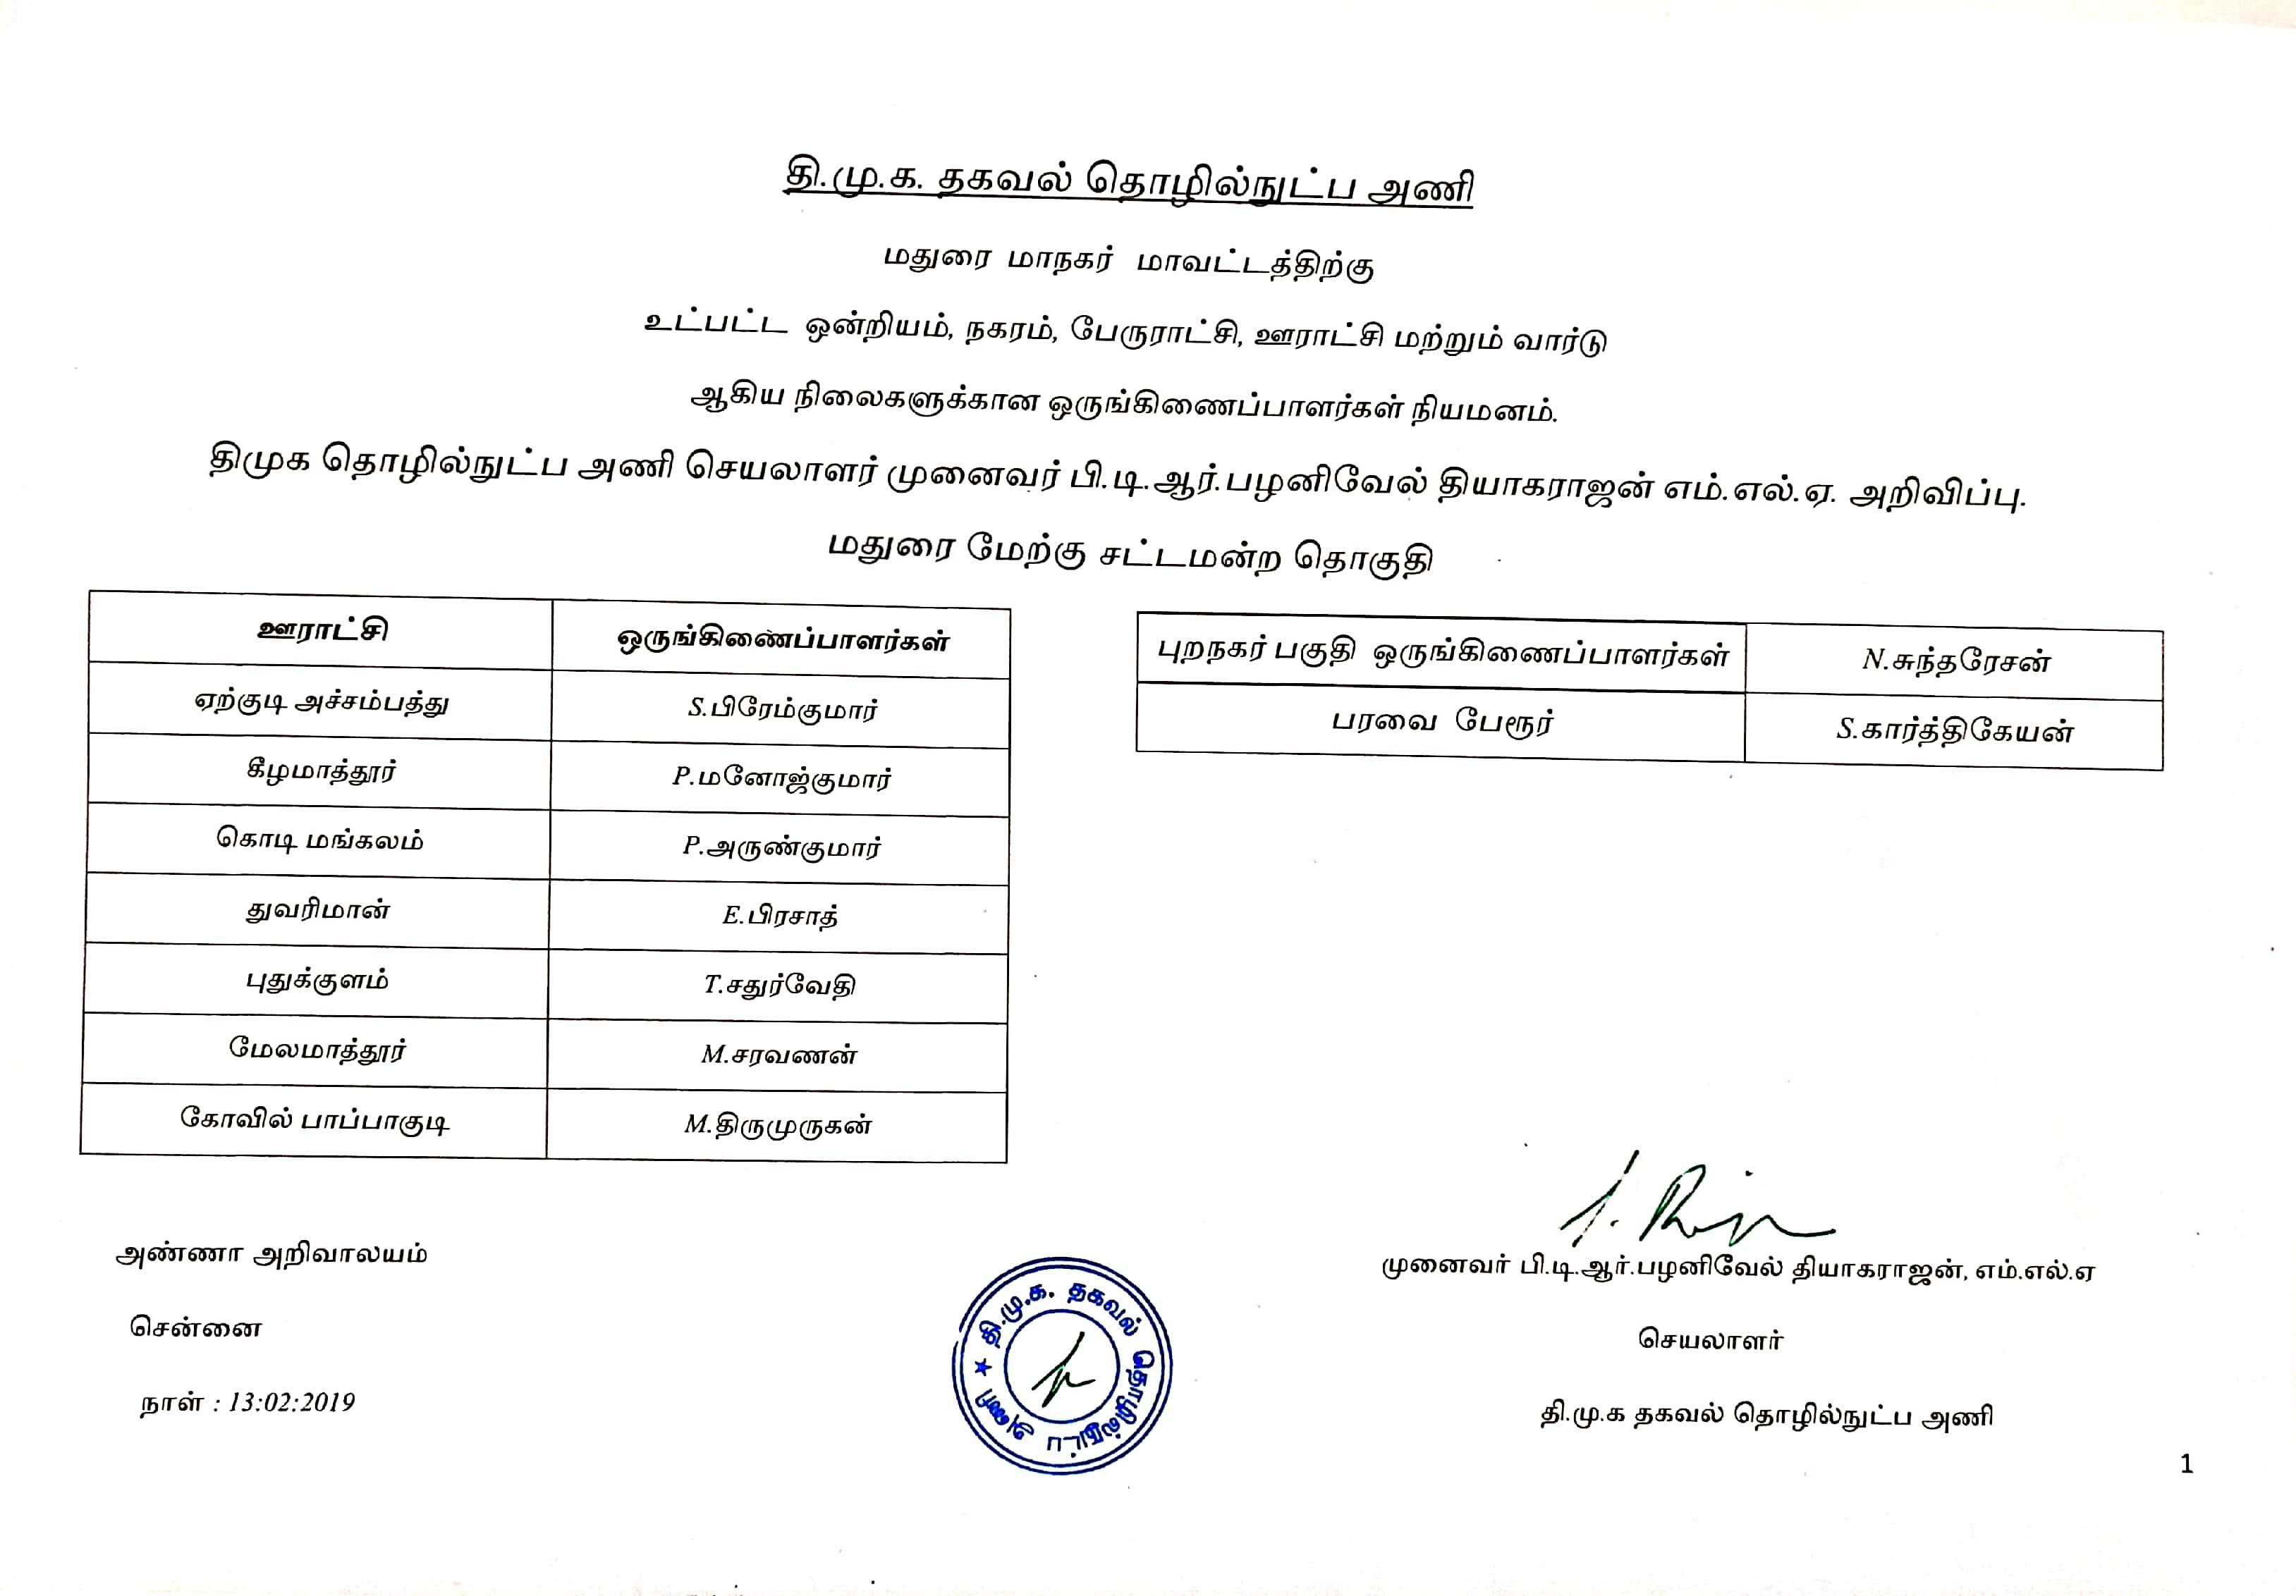 தி.மு.க. தகவல் தொழில்நுட்ப அணி
மதுரை மாநகர் மாவட்டத்திற்கு
உட்பட்ட ஒன்றியம், நகரம், பேருராட்சி, ஊராட்சி மற்றும் வார்டு
ஆகிய நிலைகளுக்கான ஒருங்கிணைப்பாளர்கள் நியமனம்.
திமுக தொழில்நுட்ப அணி செயலாளர் முனைவர் பி.டி.ஆர்.பழனிவேல் தியாகராஜன் எம்.எல்.ஏ. அறிவிப்பு.
மதுரை மேற்கு சட்டமன்ற தொகுதி
ஊராட்சி ஒருங்கிணைப்பாளர்கள்
ஏற்குடி அச்சம்பத்து S.பிரேம்குமார்
கீழமாத்தூர் P.மனோஜ்குமார்
கொடி மங்கலம் P.அருண்குமார்
துவரிமான் E.பிரசாத்
புதுக்குளம் T.சதுர்வேதி
மேலமாத்தூர் M.சரவணன்
கோவில் பாப்பாகுடி M.திருமுருகன்
புறநகர் பகுதி ஒருங்கிணைப்பாளர்கள் N.சுந்தரேசன்
பரவை பேரூர் S.கார்த்திகேயன்
அண்ணா அறிவாலயம்
சென்னை
நாள் : 13:02:2019
தி.மு.க. தகவல் தொழில்நுட்ப அணி
முனைவர் பி.டி.ஆர்.பழனிவேல் தியாகராஜன், எம்.எல்.ஏ
செயலாளர்
தி.மு.க தகவல் தொழில்நுட்ப அணி
1